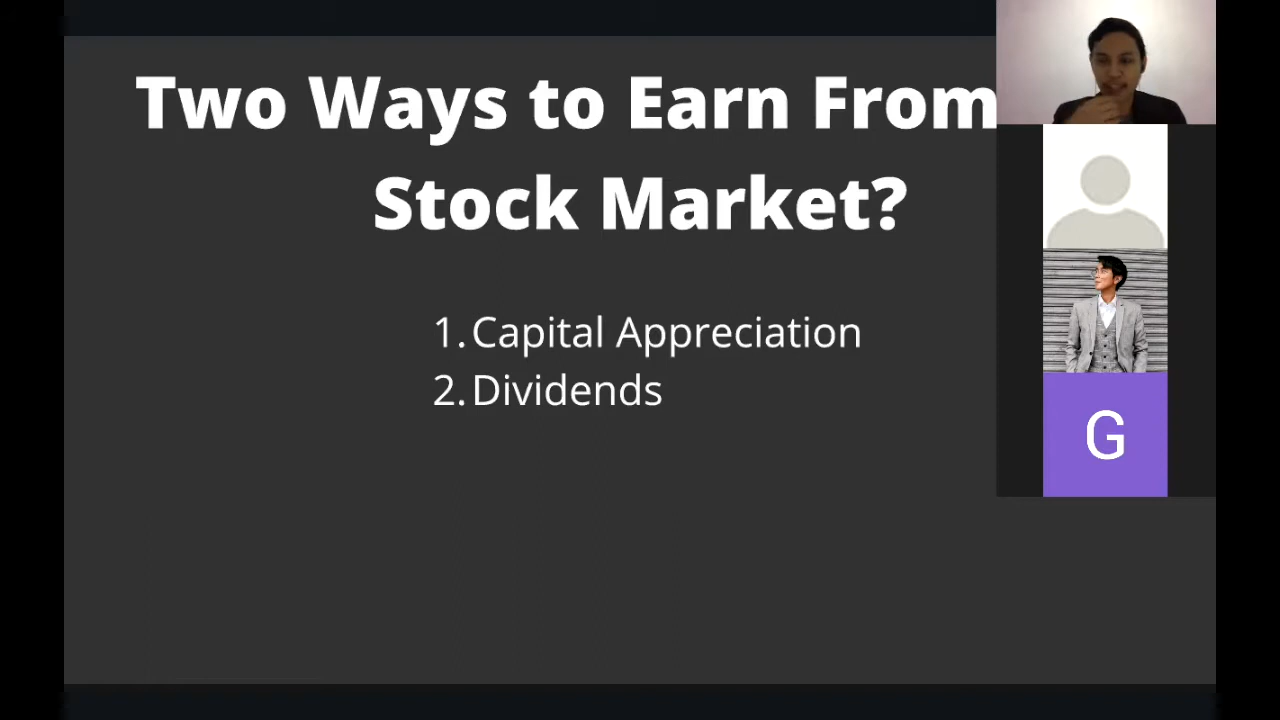 Two Ways to Earn From
Stock Market?
1. Capital Appreciation
2. Dividends
G